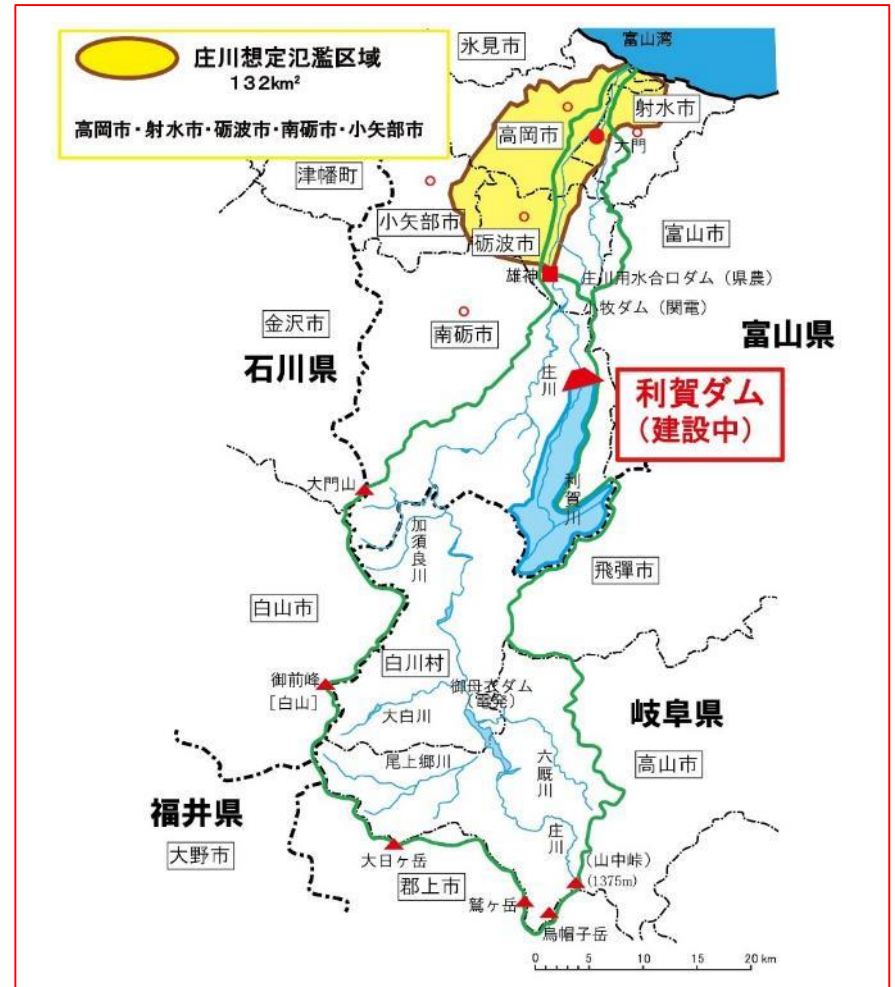 庄川想定氾濫区域
132km²
高岡市・射水市・砺波市・南砺市・小矢部市
氷見市
富山湾
射水市
高岡市
大門
津幡町
小矢部市
砺波市
富山市
雄神
庄川用水合口ダム（県農）
小牧ダム（関電）
金沢市
南砺市
富山県
石川県
庄川
利賀ダム
（建設中）
大門山
利賀川
加須良川
飛彈市
白山市
白川村
御前峰
［白山］
御母衣ダム
（電発）
大白川
岐阜県
尾上郷川
六厩川
高山市
福井県
大野市
庄川
大日ヶ岳
（山中峠）
(1375m)
郡上市
鷲ヶ岳
烏帽子岳
0 5 10 15 20 km